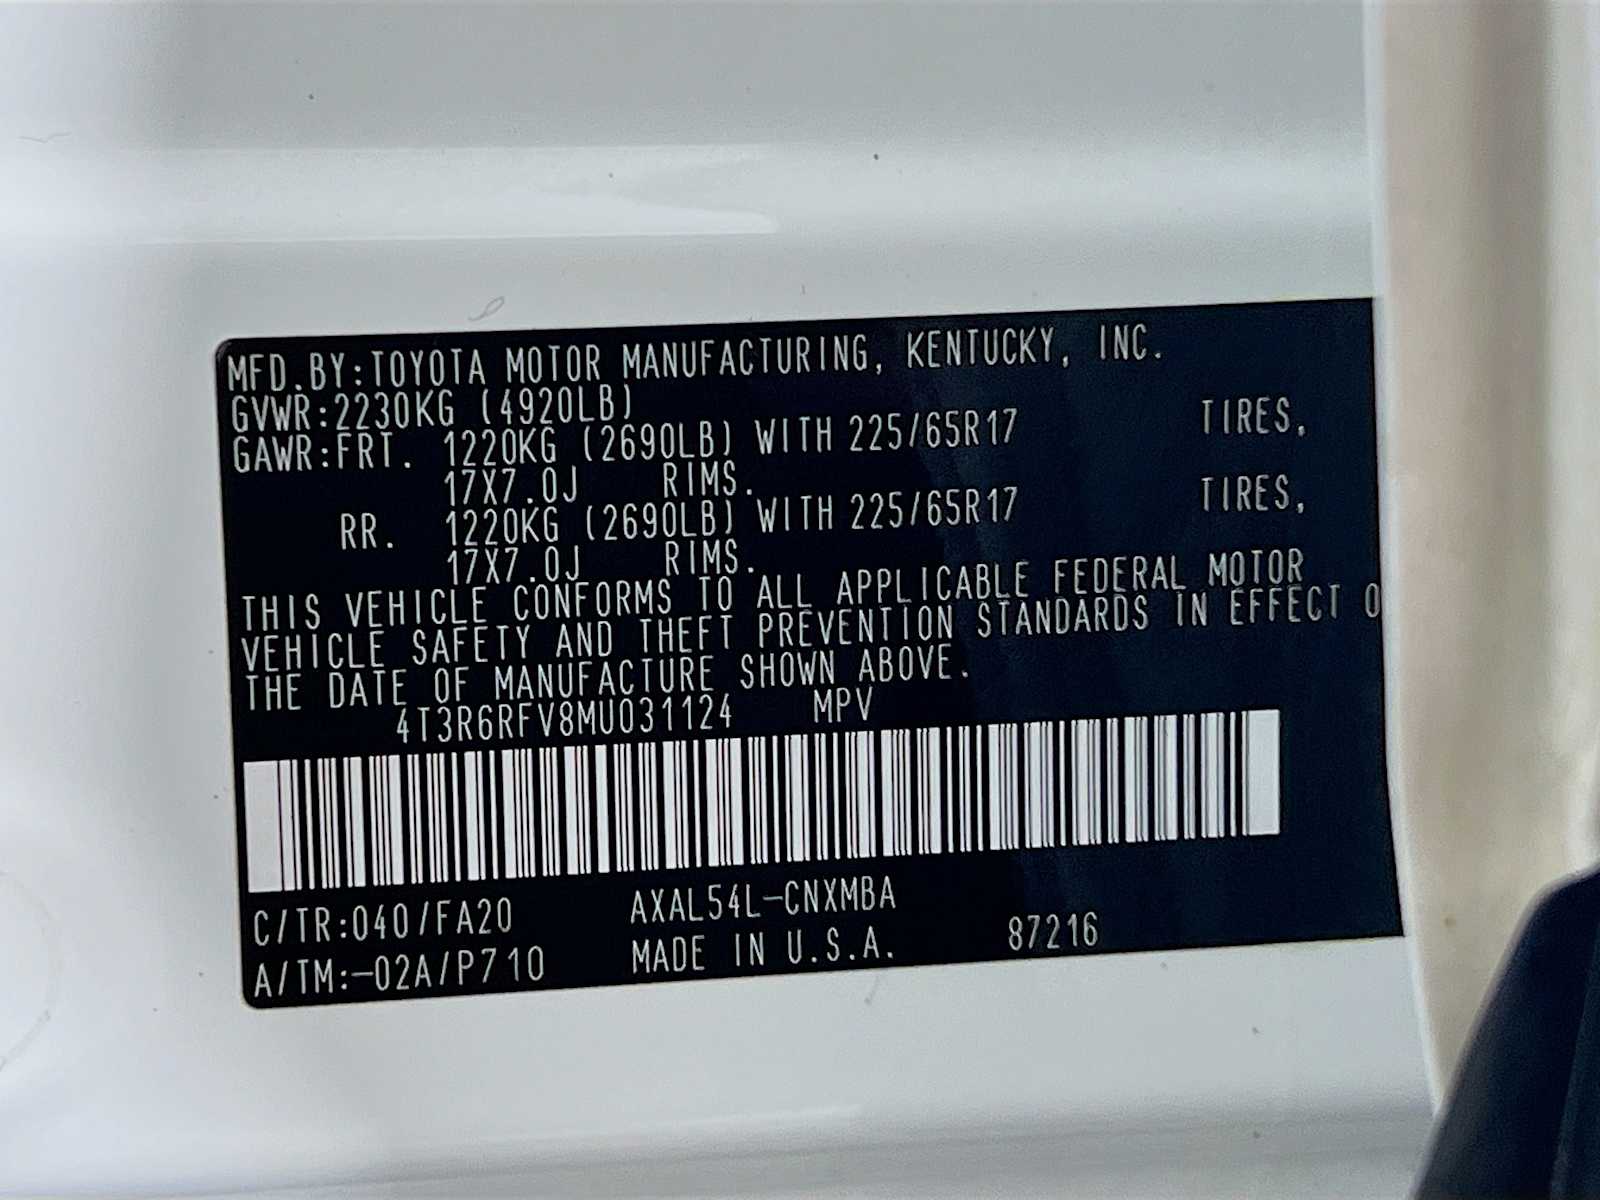 MFD.BY:TOYOTA MOTOR MANUFACTURING, KENTUCKY, INC.
GVWR:2230KG (4920LB)
GAWR:FRT. 1220KG (2690LB) WITH 225/65R17 TIRES,
17X7.0J RIMS.
RR. 1220KG (2690LB) WITH 225/65R17 TIRES,
17X7.0J RIMS.
THIS VEHICLE CONFORMS TO ALL APPLICABLE FEDERAL MOTOR
VEHICLE SAFETY AND THEFT PREVENTION STANDARDS IN EFFECT O
THE DATE OF MANUFACTURE SHOWN ABOVE.
4T3R6RFV8MU031124 MPV
C/TR:040/FA20 AXAL54L-CNXMBA
A/TM:-02A/P710 MADE IN U.S.A. 87216